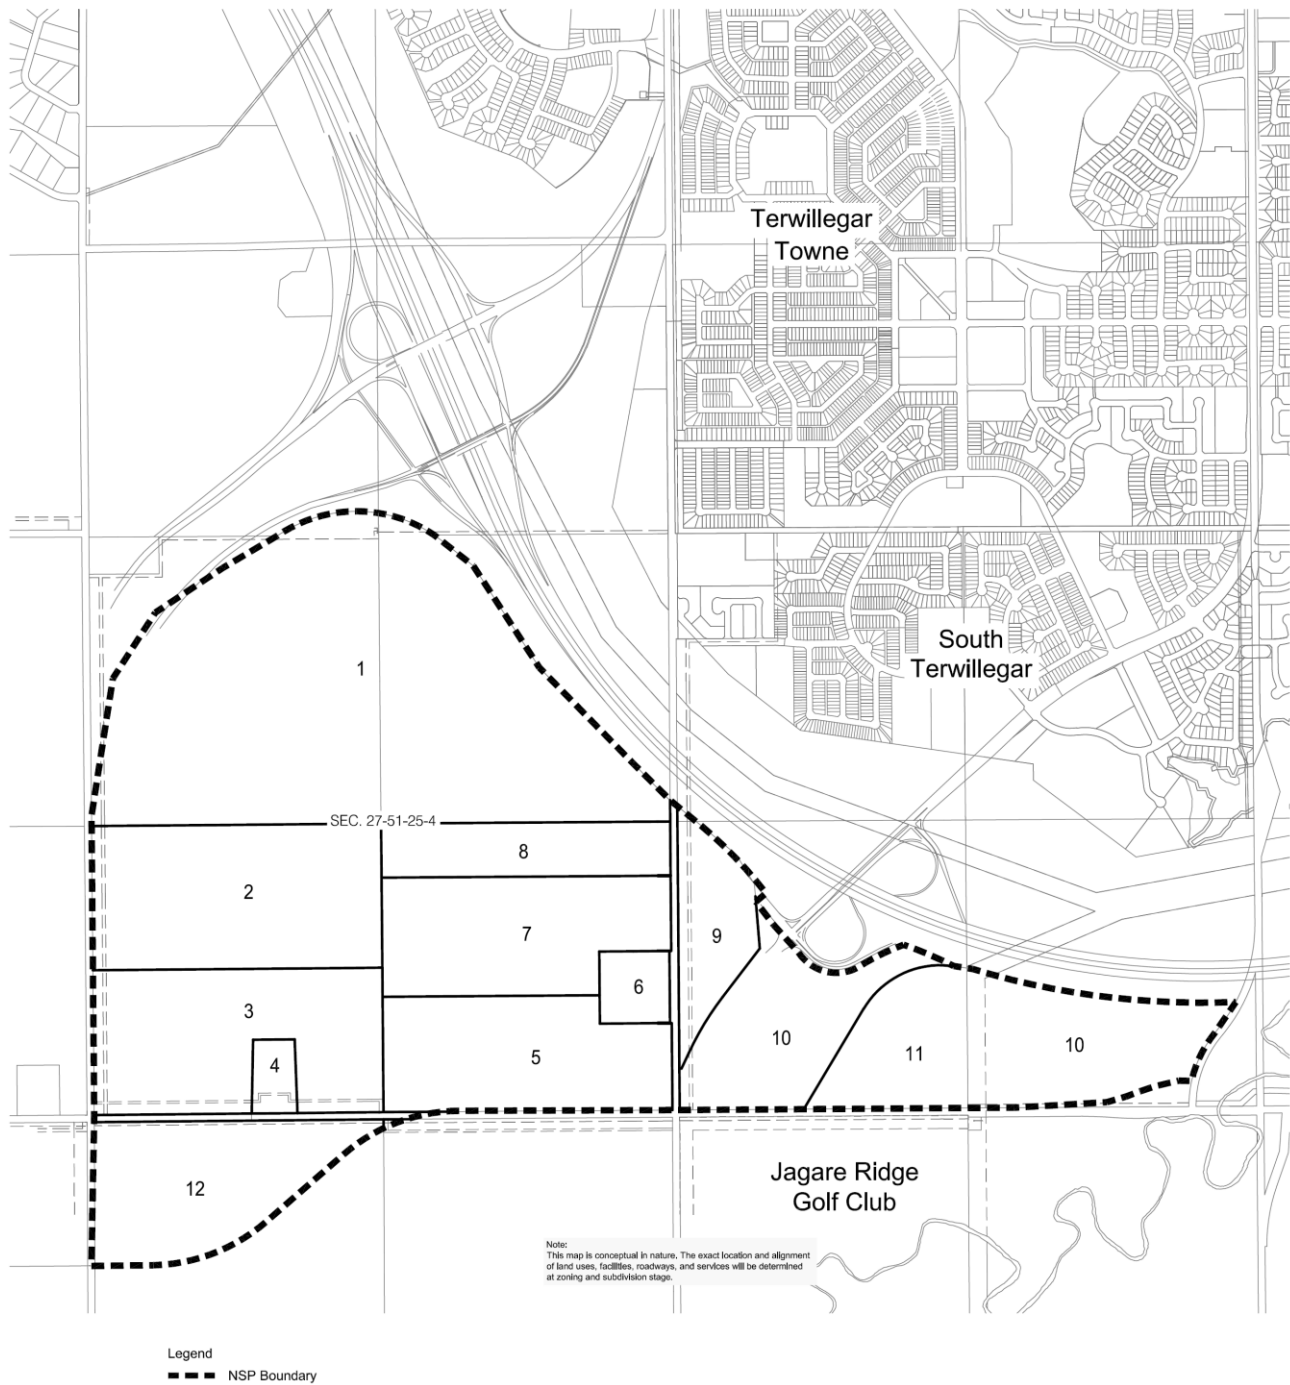 Terwillegar
Towne
South
Terwillegar
1
SEC. 27-51-25-4
8
2
7
9
6
3
10
11
10
5
4
12
Jagare Ridge
Golf Club
Note:
This map is conceptual in nature. The exact location and alignment
of land uses, facilities, roadways, and services will be determined
at zoning and subdivision stage.
Legend
NSP Boundary